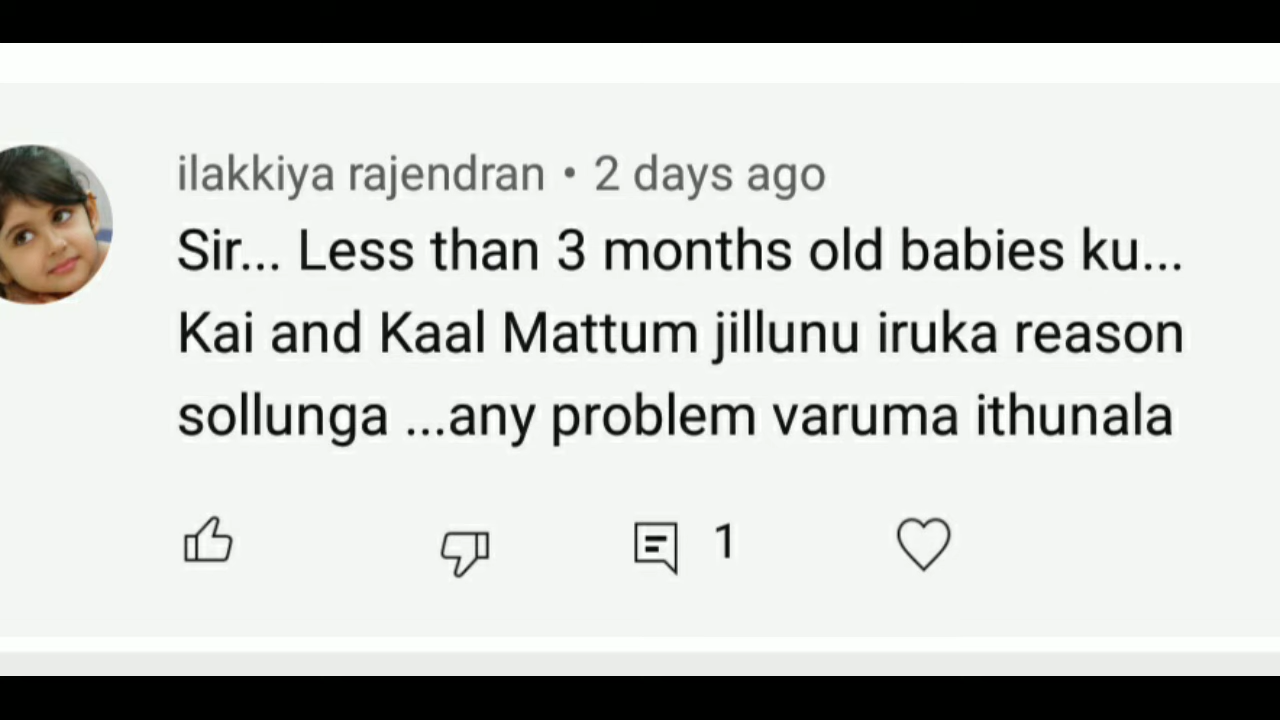 ilakkiya rajendran • 2 days ago
Sir... Less than 3 months old babies ku...
Kai and Kaal Mattum jillunu iruka reason
sollunga ...any problem varuma ithunala
1